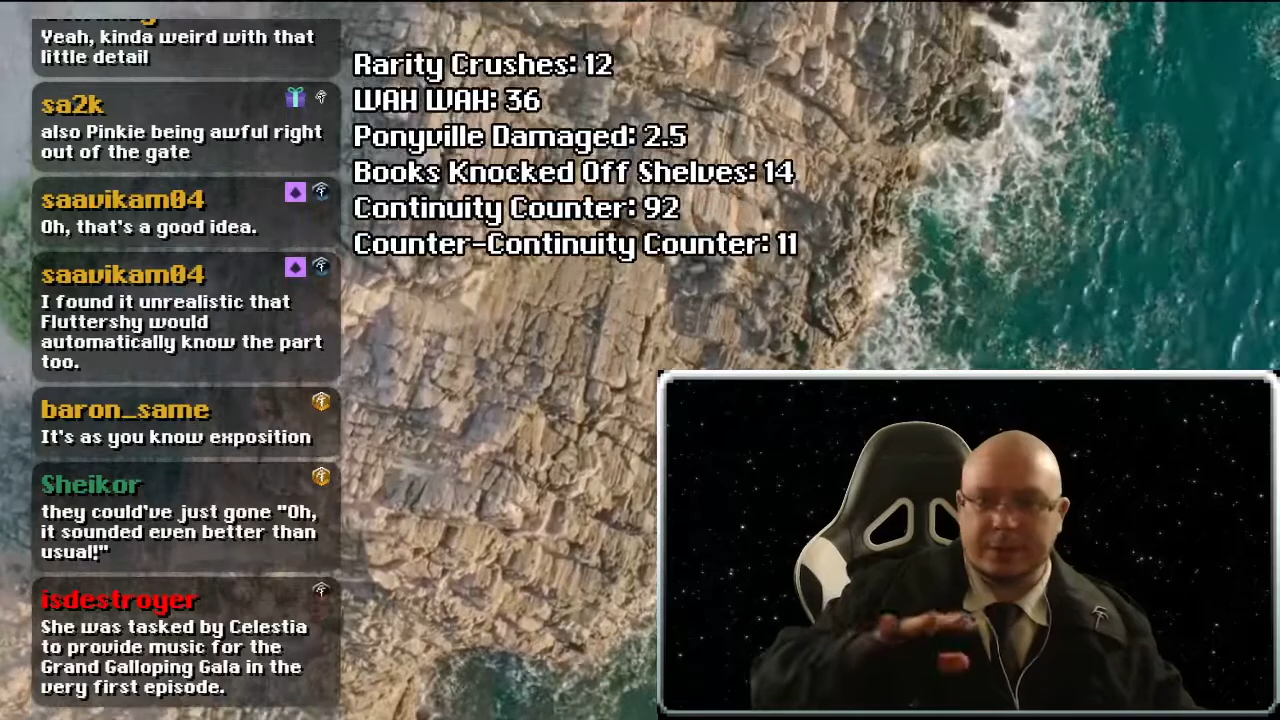 Yeah, kinda weird with that
little detail
sa2k
also Pinkie being awful right
out of the gate
saavikam04
Oh, that's a good idea.
saavikam04
I found it unrealistic that
Fluttershy would
automatically know the part
too.
baron_same
It's as you know exposition
Sheikor
they could've just gone "Oh,
it sounded even better than
usual!"
isdestroyer
She was tasked by Celestia
to provide music for the
Grand Galloping Gala in the
very first episode.
Rarity Crushes: 12
WAH WAH: 36
Ponyville Damaged: 2.5
Books Knocked Off Shelves: 14
Continuity Counter: 92
Counter-Continuity Counter: 11